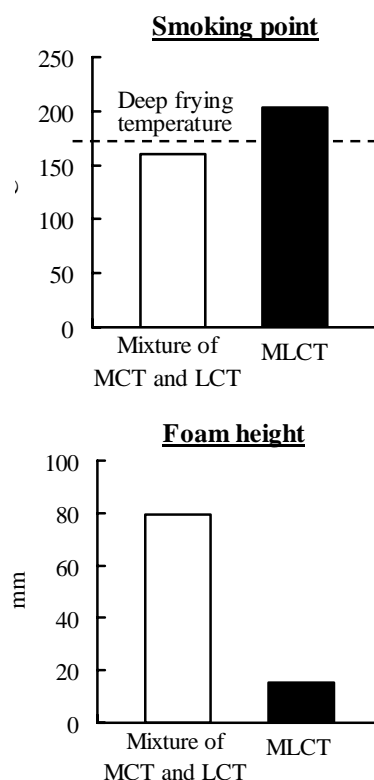 Smoking point
250
200
150
100
50
0
Deep frying
temperature
Mixture of
MCT and LCT
MLCT
Foam height
100
80
60
40
20
0
mm
Mixture of
MCT and LCT
MLCT